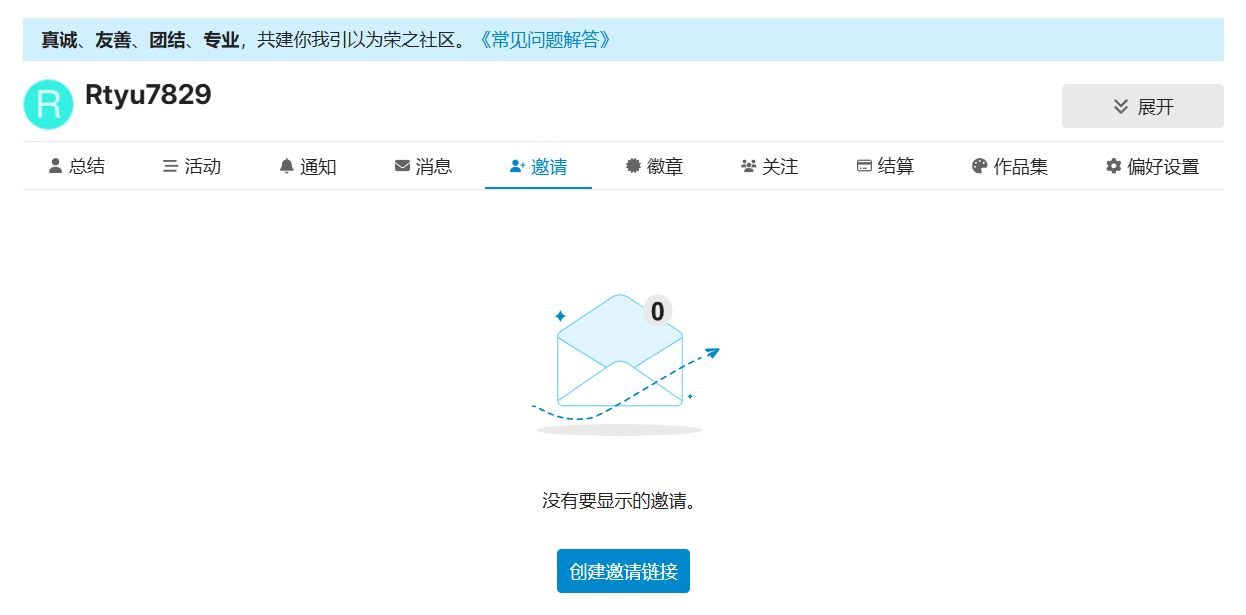 真诚、友善、团结、专业，共建你我引以为荣之社区。《常见问题解答》
R
Rtyu7829
展开
总结 活动 通知 消息 邀请 徽章 关注 结算 作品集 偏好设置
0
没有要显示的邀请。
创建邀请链接